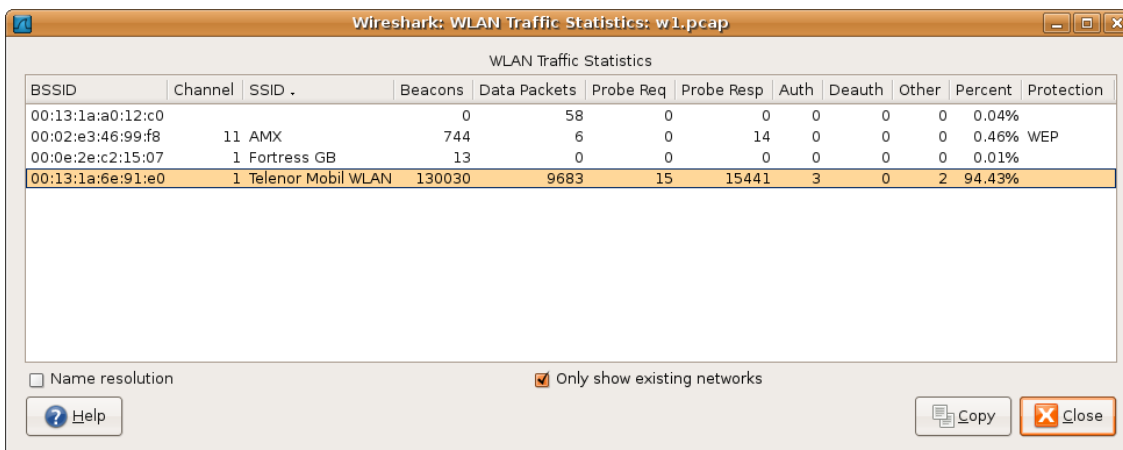 Wireshark: WLAN Traffic Statistics: w1.pcap
WLAN Traffic Statistics
BSSID Channel SSID Beacons Data Packets Probe Req Probe Resp Auth Deauth Other Percent Protection
00:13:1a:a0:12:c0 0 58 0 0 0 0 0 0.04%
00:02:e3:46:99:f8 11 AMX 744 6 0 14 0 0 0 0.46% WEP
00:0e:2e:c2:15:07 1 Fortress GB 13 0 0 0 0 0 0 0.01%
00:13:1a:6e:91:e0 1 Telenor Mobil WLAN 130030 9683 15 15441 3 0 2 94.43%
Name resolution Only show existing networks
Help Copy Close